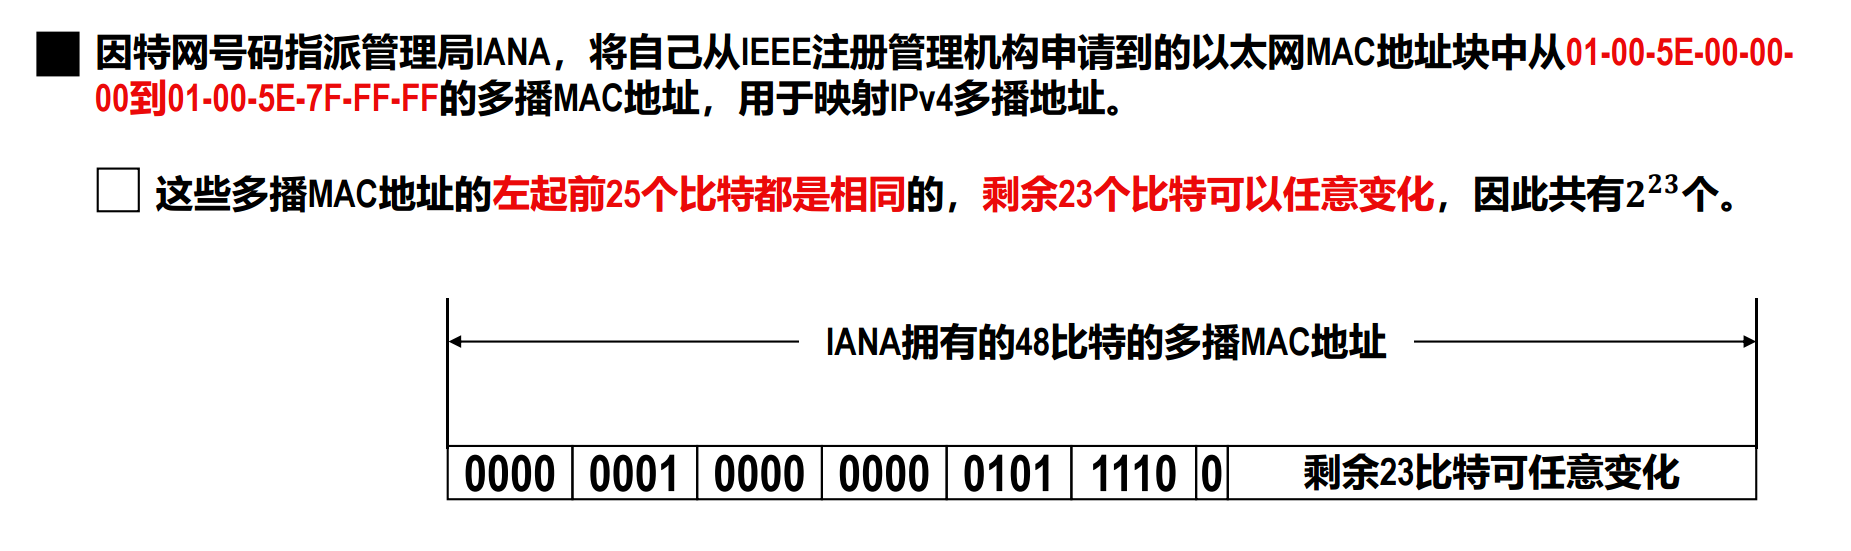 因特网号码指派管理局IANA，将自己从IEEE注册管理机构申请到的以太网MAC地址块中从01-00-5E-00-00-
00到01-00-5E-7F-FF-FF的多播MAC地址，用于映射IPv4多播地址。
这些多播MAC地址的左起前25个比特都是相同的，剩余23个比特可以任意变化，因此共有2²³个。
IANA拥有的48比特的多播MAC地址
0000 0001 0000 0000 0101 1110 0 剩余23比特可任意变化